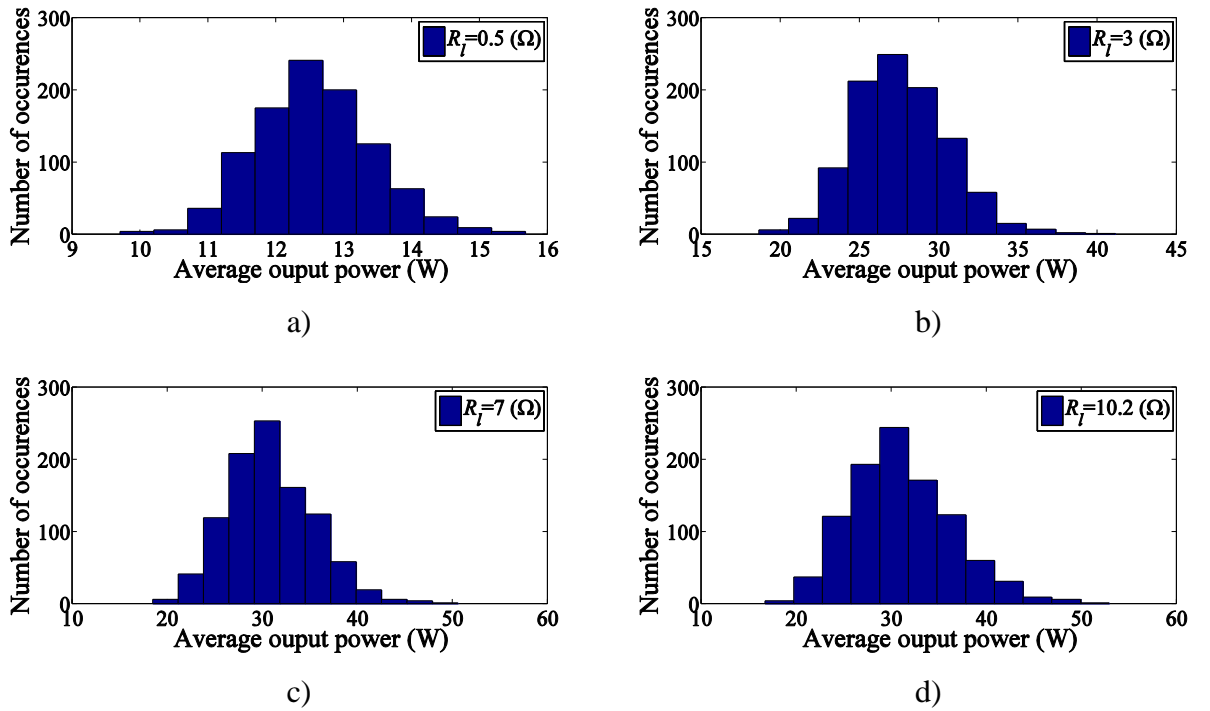 Number of occurences
300
200
100
0
9 10 11 12 13 14 15 16
Average ouput power (W)
R_l=0.5 (Ω)
a)
Number of occurences
300
200
100
0
15 20 25 30 35 40 45
Average ouput power (W)
R_l=3 (Ω)
b)
Number of occurences
300
200
100
0
10 20 30 40 50 60
Average ouput power (W)
R_l=7 (Ω)
c)
Number of occurences
300
200
100
0
10 20 30 40 50 60
Average ouput power (W)
R_l=10.2 (Ω)
d)